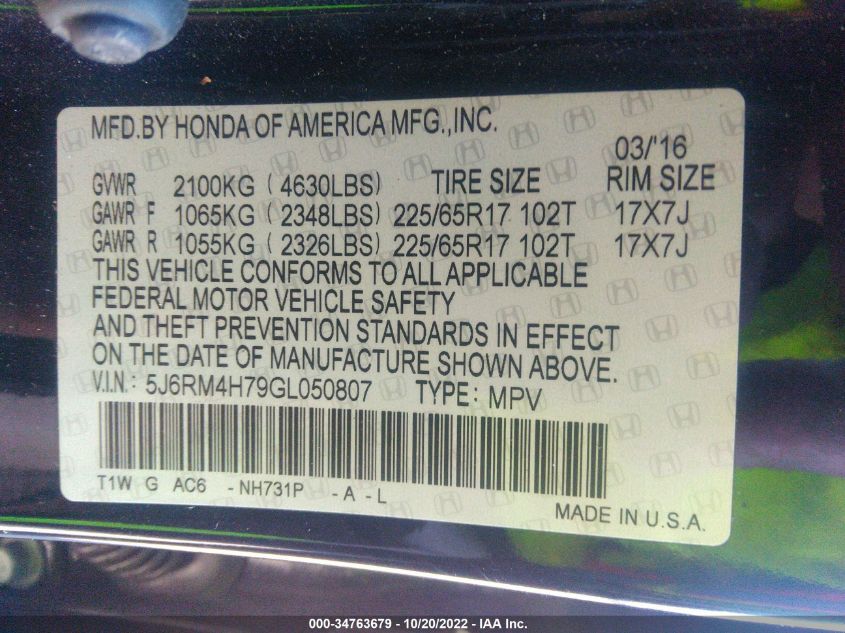 MFD.BY HONDA OF AMERICA MFG.,INC.
03/'16
GVWR 2100KG (4630LBS) TIRE SIZE RIM SIZE
GAWR F 1065KG (2348LBS) 225/65R17 102T 17X7J
GAWR R 1055KG (2326LBS) 225/65R17 102T 17X7J
THIS VEHICLE CONFORMS TO ALL APPLICABLE
FEDERAL MOTOR VEHICLE SAFETY
AND THEFT PREVENTION STANDARDS IN EFFECT
ON THE DATE OF MANUFACTURE SHOWN ABOVE.
V.I.N.: 5J6RM4H79GL050807 TYPE: MPV
T1W G AC6 -NH731P -A -L
MADE IN U.S.A.
000-34763679 - 10/20/2022 - IAA Inc.